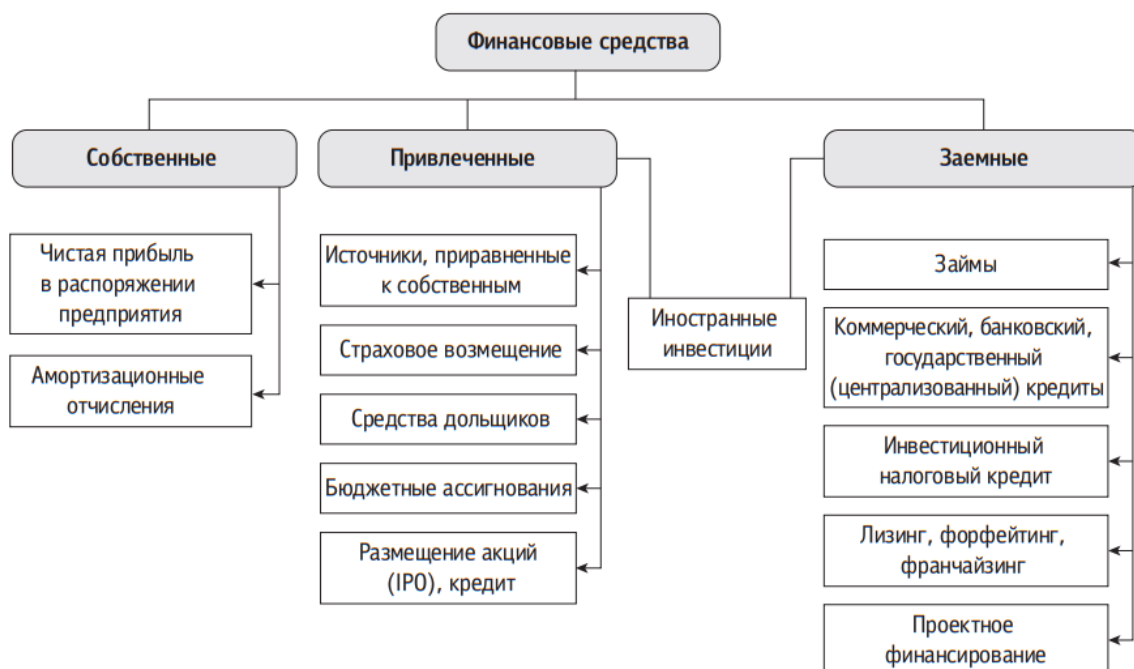 Финансовые средства
Собственные
Привлеченные
Заемные
Чистая прибыль
в распоряжении
предприятия
Амортизационные
отчисления
Источники, приравненные
к собственным
Страховое возмещение
Средства дольщиков
Бюджетные ассигнования
Размещение акций
(IPO), кредит
Иностранные
инвестиции
Займы
Коммерческий, банковский,
государственный
(централизованный) кредиты
Инвестиционный
налоговый кредит
Лизинг, форфейтинг,
франчайзинг
Проектное
финансирование